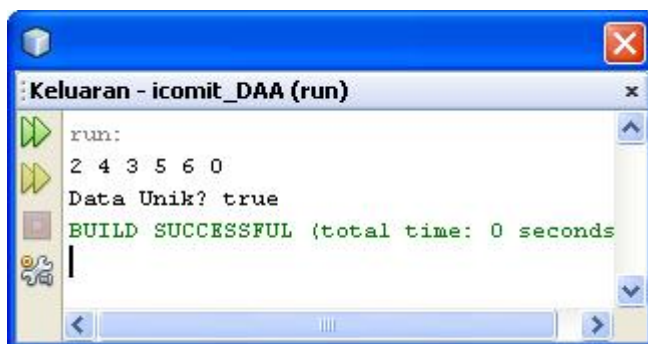 Keluaran - icomit_DAA (run)
run:
2 4 3 5 6 0
Data Unik? true
BUILD SUCCESSFUL (total time: 0 seconds